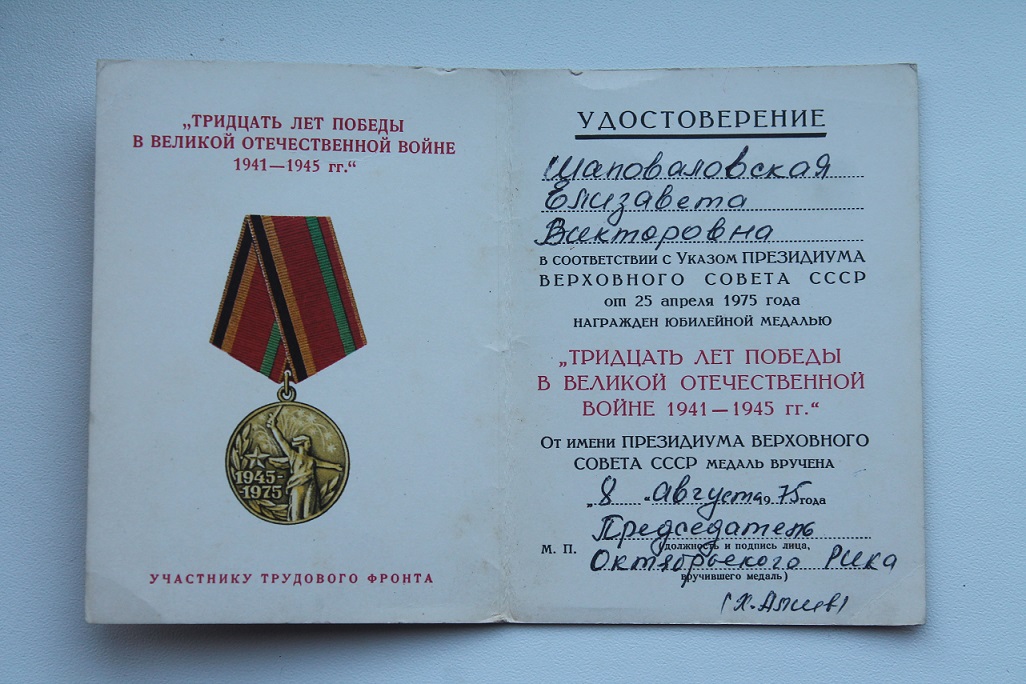 „ТРИДЦАТЬ ЛЕТ ПОБЕДЫ
В ВЕЛИКОЙ ОТЕЧЕСТВЕННОЙ ВОЙНЕ
1941—1945 гг.“
1945-
-1975
УЧАСТНИКУ ТРУДОВОГО ФРОНТА
УДОСТОВЕРЕНИЕ
Шаповаловская
Елизавета
Викторовна
в соответствии с Указом ПРЕЗИДИУМА
ВЕРХОВНОГО СОВЕТА СССР
от 25 апреля 1975 года
НАГРАЖДЕН ЮБИЛЕЙНОЙ МЕДАЛЬЮ
„ТРИДЦАТЬ ЛЕТ ПОБЕДЫ
В ВЕЛИКОЙ ОТЕЧЕСТВЕННОЙ
ВОЙНЕ 1941—1945 гг.“
От имени ПРЕЗИДИУМА ВЕРХОВНОГО
СОВЕТА СССР МЕДАЛЬ ВРУЧЕНА
„8 „ Августа 1975 года
Председатель
М. П. (должность и подпись лица,
Октябрьского РИКа
вручившего медаль)